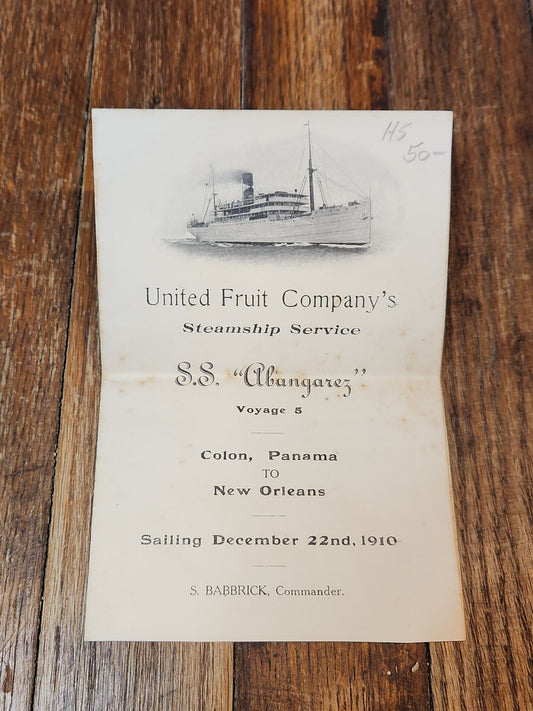 HS
50-
United Fruit Company's
Steamship Service
S.S. "Abangarez"
Voyage 5
Colon, Panama
TO
New Orleans
Sailing December 22nd, 1910
S. BABBRICK, Commander.